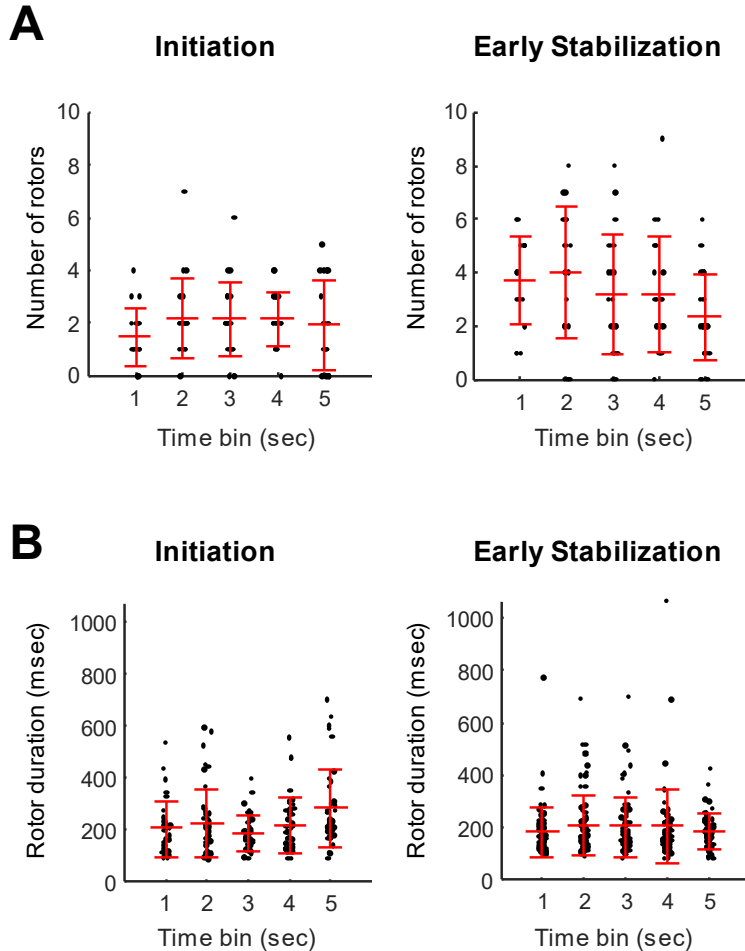 A
Initiation
Early Stabilization
Number of rotors
10
8
6
4
2
0
1 2 3 4 5
Time bin (sec)
Number of rotors
10
8
6
4
2
0
1 2 3 4 5
Time bin (sec)
B
Initiation
Early Stabilization
Rotor duration (msec)
1000
800
600
400
200
0
1 2 3 4 5
Time bin (sec)
Rotor duration (msec)
1000
800
600
400
200
0
1 2 3 4 5
Time bin (sec)